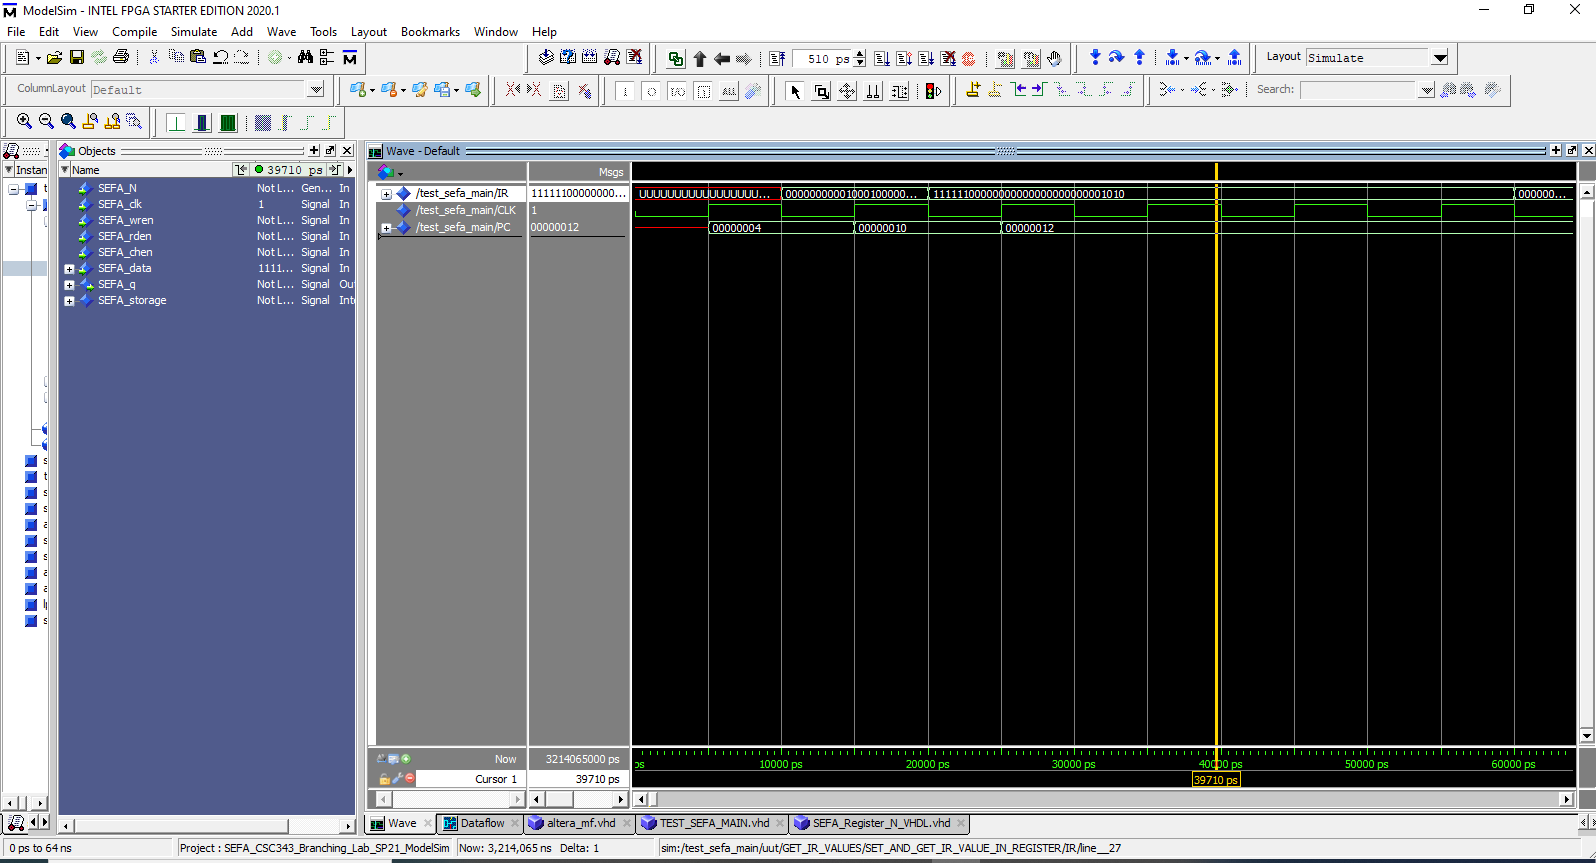 ModelSim - INTEL FPGA STARTER EDITION 2020.1
File Edit View Compile Simulate Add Wave Tools Layout Bookmarks Window Help
510 ps
Layout Simulate
ColumnLayout Default
ALL
Search:
Objects
Wave - Default
Instan
Name
39710 ps
Msgs
SEFA_N Not L... Gen... In
SEFA_clk 1 Signal In
SEFA_wren Not L... Signal In
SEFA_rden Not L... Signal In
SEFA_chen Not L... Signal In
SEFA_data 1111... Signal In
SEFA_q Not L... Signal Ou
SEFA_storage Not L... Signal Inte
/test_sefa_main/IR 11111100000000... UUUUUUUUUUUUUUUUU... 00000000001000100000... 11111100000000000000000000001010 000000...
/test_sefa_main/CLK 1
/test_sefa_main/PC 00000012 00000004 00000010 00000012
Now 3214065000 ps
ps 10000 ps 20000 ps 30000 ps 40000 ps 50000 ps 60000 ps
Cursor 1 39710 ps
39710 ps
Wave Dataflow altera_mf.vhd TEST_SEFA_MAIN.vhd SEFA_Register_N_VHDL.vhd
0 ps to 64 ns Project : SEFA_CSC343_Branching_Lab_SP21_ModelSim Now: 3,214,065 ns Delta: 1 sim:/test_sefa_main/uut/GET_IR_VALUES/SET_AND_GET_IR_VALUE_IN_REGISTER/IR/line__27